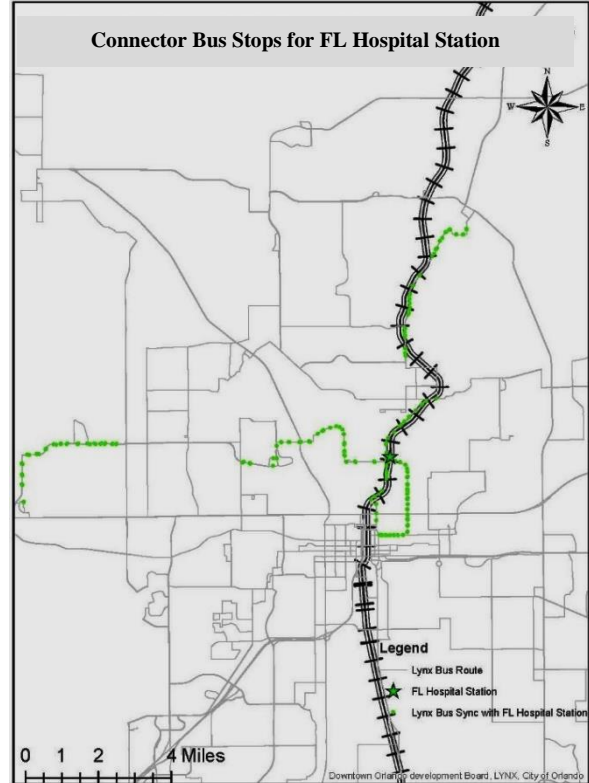 Connector Bus Stops for FL Hospital Station
N
W E
S
Legend
Lynx Bus Route
FL Hospital Station
Lynx Bus Sync with FL Hospital Station
0 1 2 4 Miles
Downtown Orlando development Board, LYNX, City of Orlando